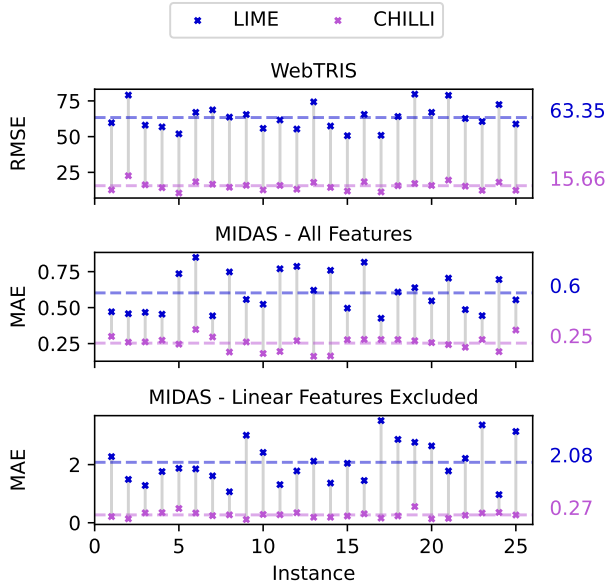 LIME CHILLI
WebTRIS
RMSE
75
50
25
63.35
15.66
MIDAS - All Features
MAE
0.75
0.50
0.25
0.6
0.25
MIDAS - Linear Features Excluded
MAE
2
0
2.08
0.27
0 5 10 15 20 25
Instance